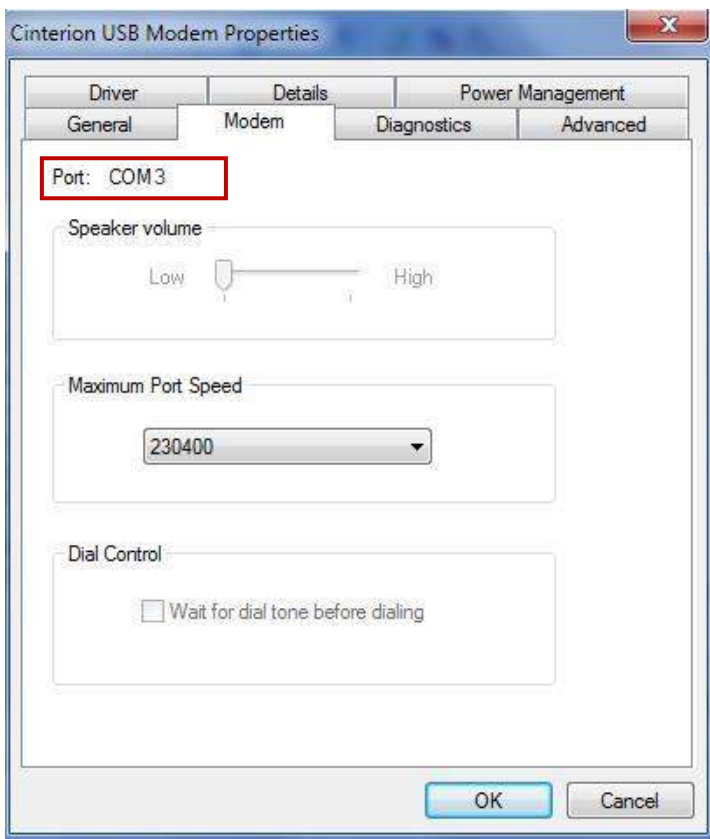 Cinterion USB Modem Properties
Driver Details Power Management
General Modem Diagnostics Advanced
Port: COM3
Speaker volume
Low High
Maximum Port Speed
230400
Dial Control
Wait for dial tone before dialing
OK Cancel